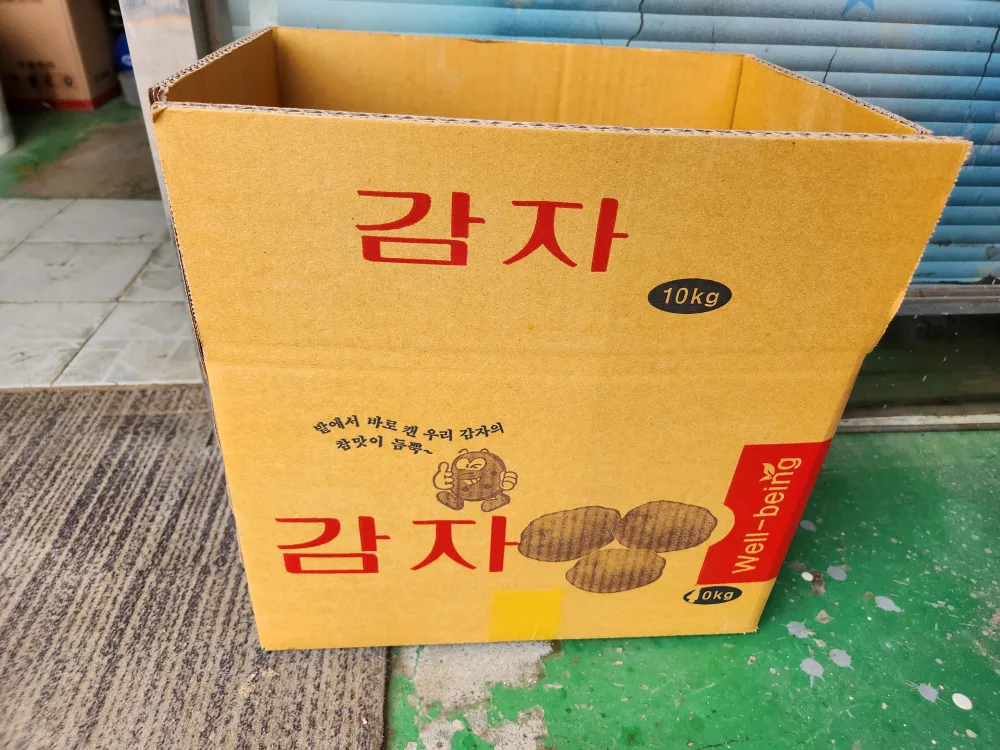 감자
10kg
밭에서 바로 캔 우리 감자의
참맛이 듬뿍~
감자
Well-being
0kg